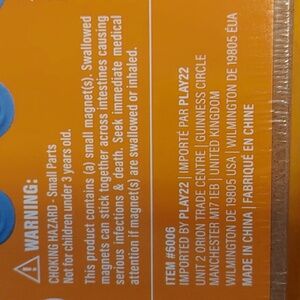 WARNING:
CHOKING HAZARD - Small Parts
Not for children under 3 years old.
This product contains (a) small magnet(s). Swallowed
magnets can stick together across intestines causing
serious infections & death. Seek immediate medical
attention if magnet(s) are swallowed or inhaled.
ITEM #6006
IMPORTED BY PLAY22 | IMPORTÉ PAR PLAY22
UNIT 2 ORION TRADE CENTRE | GUINNESS CIRCLE
MANCHESTER M17 1EB | UNITED KINGDOM
WILMINGTON DE 19805 USA | WILMINGTON DE 19805 ÉUA
MADE IN CHINA | FABRIQUÉ EN CHINE